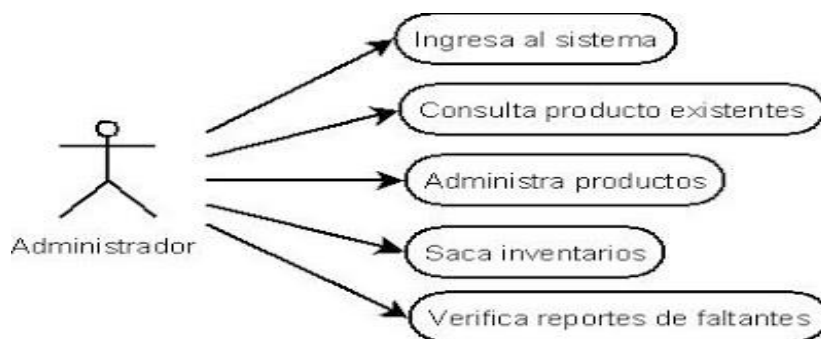 Ingresa al sistema
Consulta producto existentes
Administra productos
Administrador
Saca inventarios
Verifica reportes de faltantes